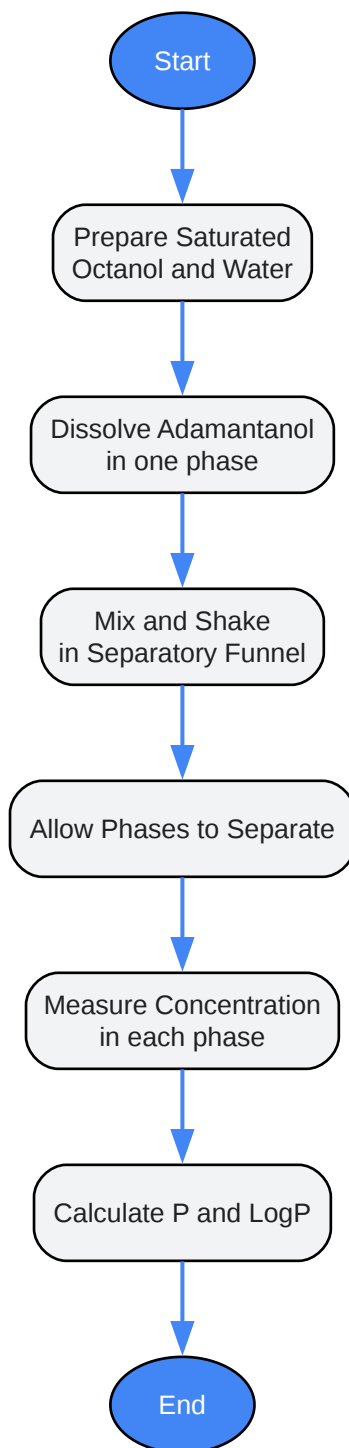 Start
Prepare Saturated
Octanol and Water
Dissolve Adamantanol
in one phase
Mix and Shake
in Separatory Funnel
Allow Phases to Separate
Measure Concentration
in each phase
Calculate P and LogP
End